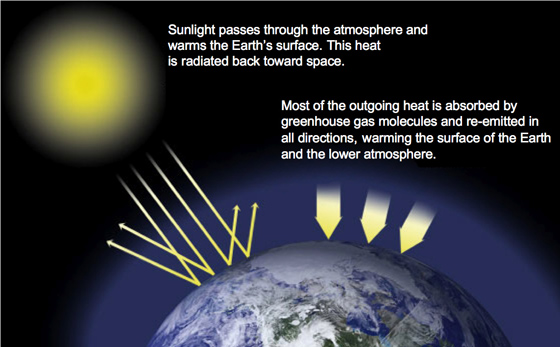 Sunlight passes through the atmosphere and
warms the Earth's surface. This heat
is radiated back toward space.
Most of the outgoing heat is absorbed by
greenhouse gas molecules and re-emitted in
all directions, warming the surface of the Earth
and the lower atmosphere.